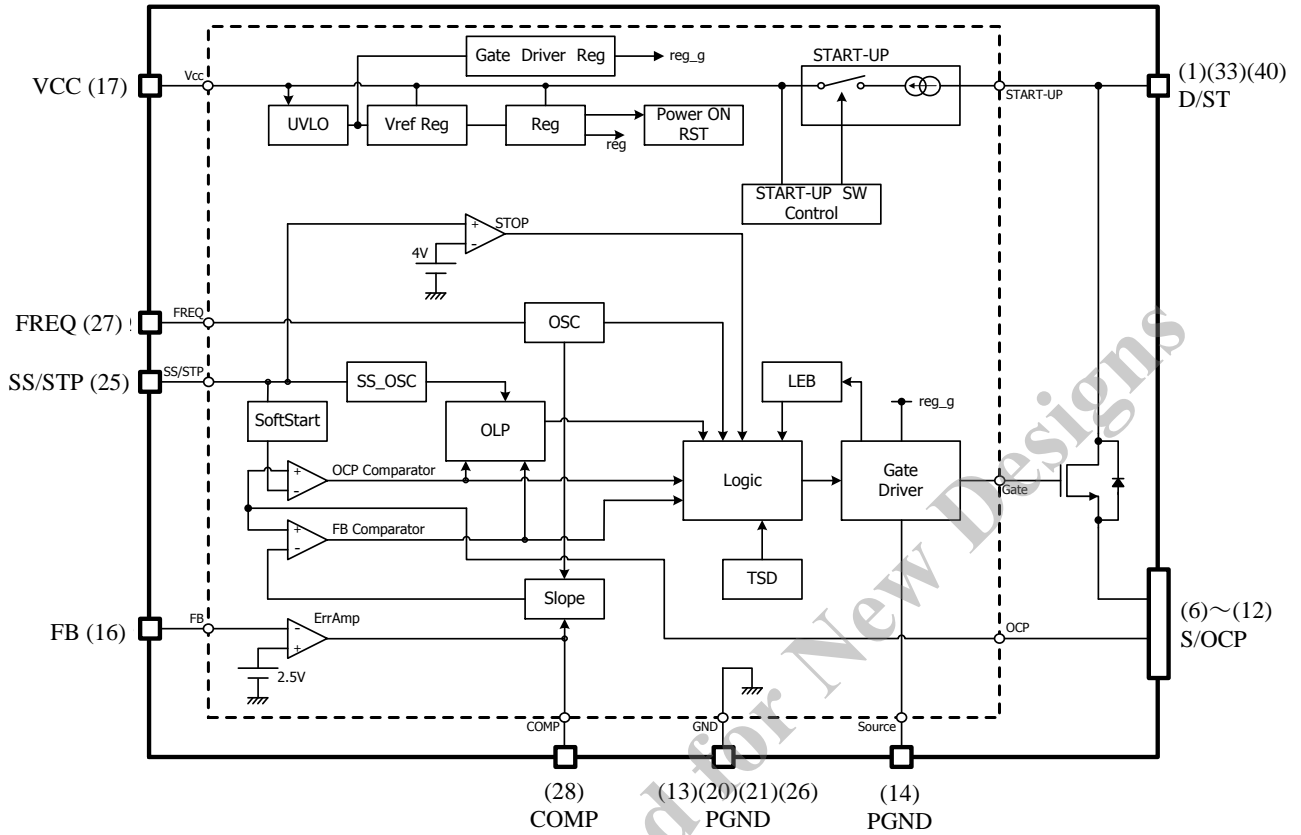 Gate Driver Reg
reg_g
START-UP
VCC (17)
Vcc
START-UP
(1)(33)(40)
D/ST
UVLO
Vref Reg
Reg
reg
Power ON
RST
START-UP SW
Control
+
−
STOP
4V
FREQ (27)
FREQ
OSC
SS/STP (25)
SS/STP
SS_OSC
LEB
SoftStart
OLP
reg_g
+
−
OCP Comparator
Logic
Gate
Driver
Gate
+
−
FB Comparator
TSD
Slope
FB (16)
FB
−
+
ErrAmp
2.5V
OCP
(6)～(12)
S/OCP
COMP
GND
Source
(28)
COMP
(13)(20)(21)(26)
PGND
(14)
PGND
for New Designs